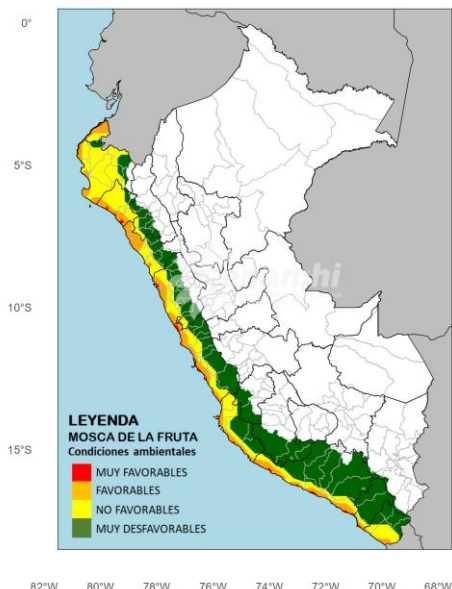 0°
5°S
10°S
15°S
senamhi
LEYENDA
MOSCA DE LA FRUTA
Condiciones ambientales
MUY FAVORABLES
FAVORABLES
NO FAVORABLES
MUY DESFAVORABLES
82°W 80°W 78°W 76°W 74°W 72°W 70°W 68°W